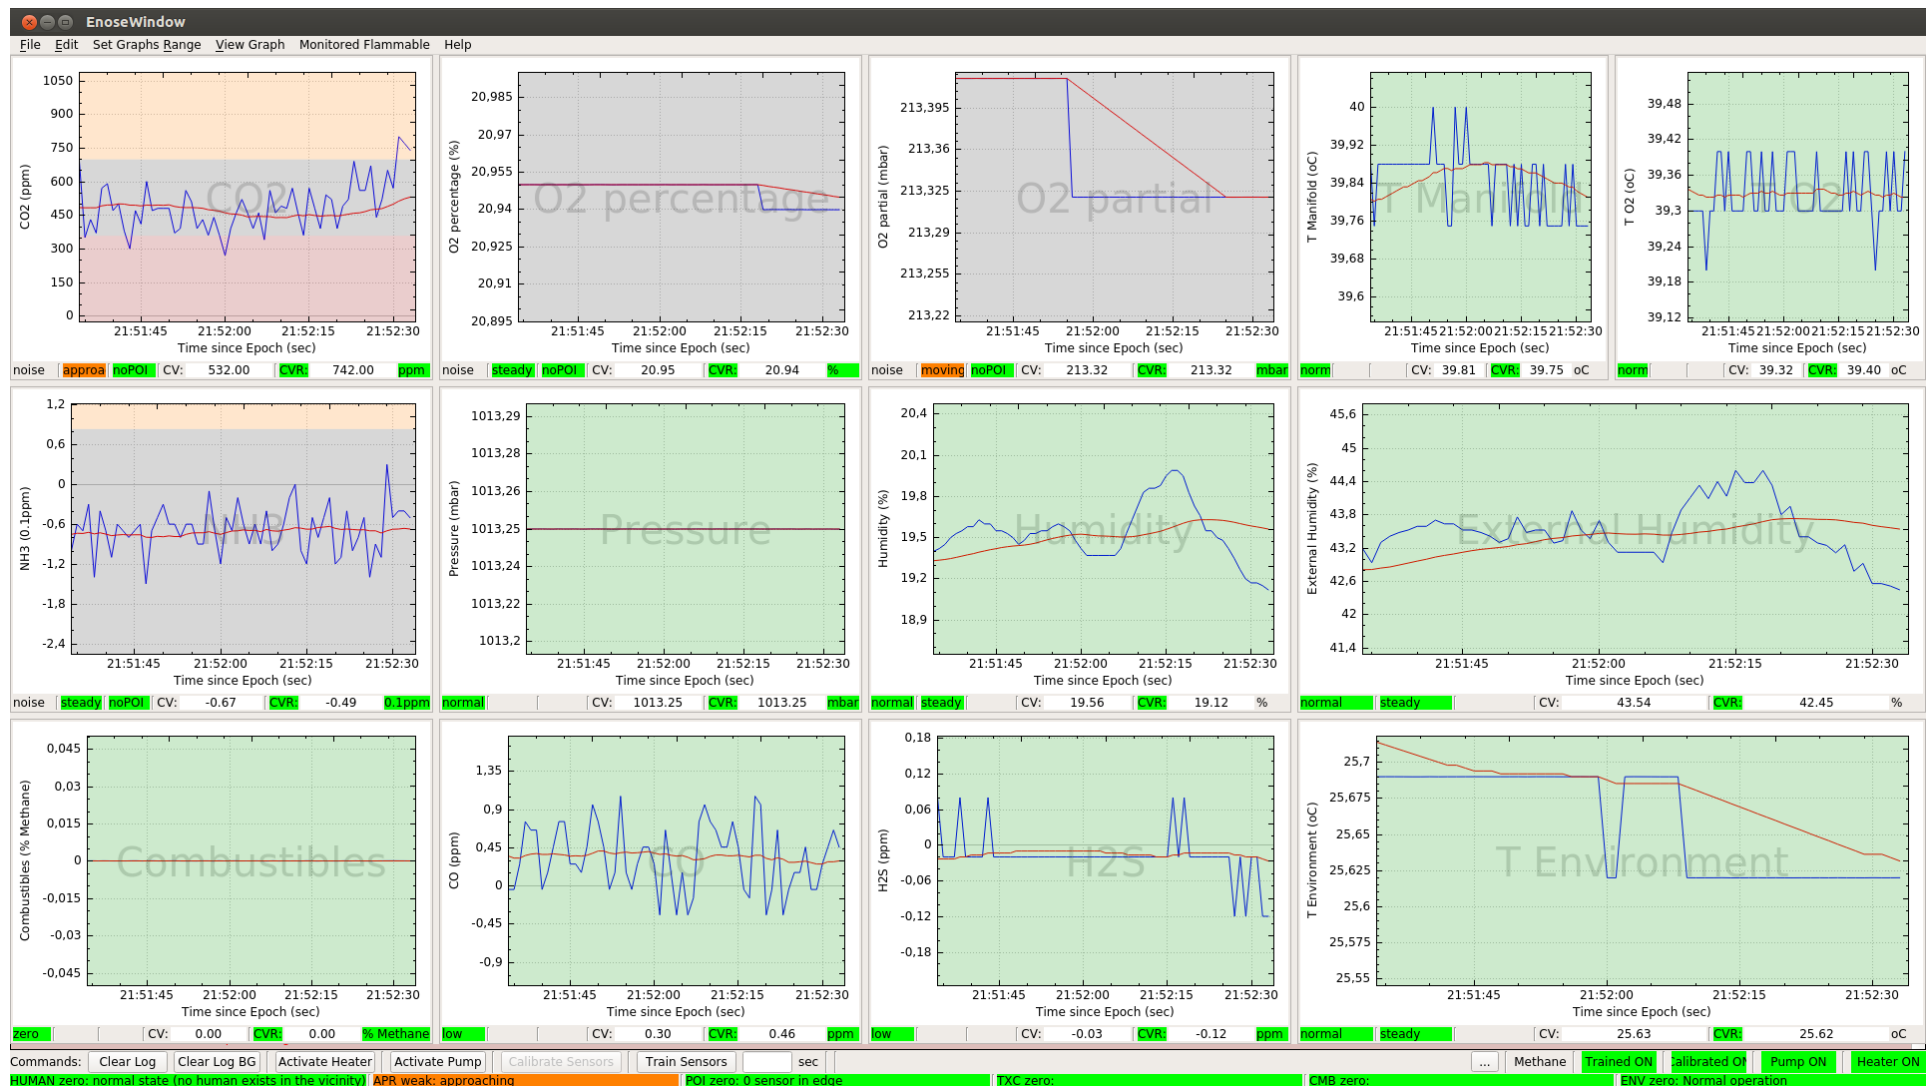 EnoseWindow
File Edit Set Graphs Range View Graph Monitored Flammable Help
CO2 (ppm)
1050
900
750
600
450
300
150
0
CO2
21:51:45 21:52:00 21:52:15 21:52:30
Time since Epoch (sec)
noise approa noPOI CV: 532.00 CVR: 742.00 ppm
O2 percentage (%)
20,985
20,97
20,955
20,94
20,925
20,91
20,895
O2 percentage
21:51:45 21:52:00 21:52:15 21:52:30
Time since Epoch (sec)
noise steady noPOI CV: 20.95 CVR: 20.94 %
O2 partial (mbar)
213,395
213,36
213,325
213,29
213,255
213,22
O2 partial
21:51:45 21:52:00 21:52:15 21:52:30
Time since Epoch (sec)
noise moving noPOI CV: 213.32 CVR: 213.32 mbar
T Manifold (oC)
40
39,92
39,84
39,76
39,68
39,6
T Manifold
21:51:45 21:52:00 21:52:15 21:52:30
Time since Epoch (sec)
norm CV: 39.81 CVR: 39.75 oC
T O2 (oC)
39,48
39,42
39,36
39,3
39,24
39,18
39,12
T O2
21:51:45 21:52:00 21:52:15 21:52:30
Time since Epoch (sec)
norm CV: 39.32 CVR: 39.40 oC
NH3 (0.1ppm)
1,2
0,6
0
-0,6
-1,2
-1,8
-2,4
NH3
21:51:45 21:52:00 21:52:15 21:52:30
Time since Epoch (sec)
noise steady noPOI CV: -0.67 CVR: -0.49 0.1ppm
Pressure (mbar)
1013,29
1013,28
1013,26
1013,25
1013,24
1013,22
1013,2
Pressure
21:51:45 21:52:00 21:52:15 21:52:30
Time since Epoch (sec)
normal CV: 1013.25 CVR: 1013.25 mbar
Humidity (%)
20,4
20,1
19,8
19,5
19,2
18,9
Humidity
21:51:45 21:52:00 21:52:15 21:52:30
Time since Epoch (sec)
normal steady CV: 19.56 CVR: 19.12 %
External Humidity (%)
45,6
45
44,4
43,8
43,2
42,6
42
41,4
External Humidity
21:51:45 21:52:00 21:52:15 21:52:30
Time since Epoch (sec)
normal steady CV: 43.54 CVR: 42.45 %
Combustibles (% Methane)
0,045
0,03
0,015
0
-0,015
-0,03
-0,045
Combustibles
21:51:45 21:52:00 21:52:15 21:52:30
Time since Epoch (sec)
zero CV: 0.00 CVR: 0.00 % Methane
CO (ppm)
1,35
0,9
0,45
0
-0,45
-0,9
CO
21:51:45 21:52:00 21:52:15 21:52:30
Time since Epoch (sec)
low CV: 0.30 CVR: 0.46 ppm
H2S (ppm)
0,18
0,12
0,06
0
-0,06
-0,12
-0,18
H2S
21:51:45 21:52:00 21:52:15 21:52:30
Time since Epoch (sec)
low CV: -0.03 CVR: -0.12 ppm
T Environment (oC)
25,7
25,675
25,65
25,625
25,6
25,575
25,55
T Environment
21:51:45 21:52:00 21:52:15 21:52:30
Time since Epoch (sec)
normal steady CV: 25.63 CVR: 25.62 oC
Commands: Clear Log Clear Log BG Activate Heater Activate Pump Calibrate Sensors Train Sensors sec ... Methane Trained ON Calibrated ON Pump ON Heater ON
HUMAN zero: normal state (no human exists in the vicinity) APR weak: approaching POI zero: 0 sensor in edge TXC zero: CMB zero: ENV zero: Normal operation